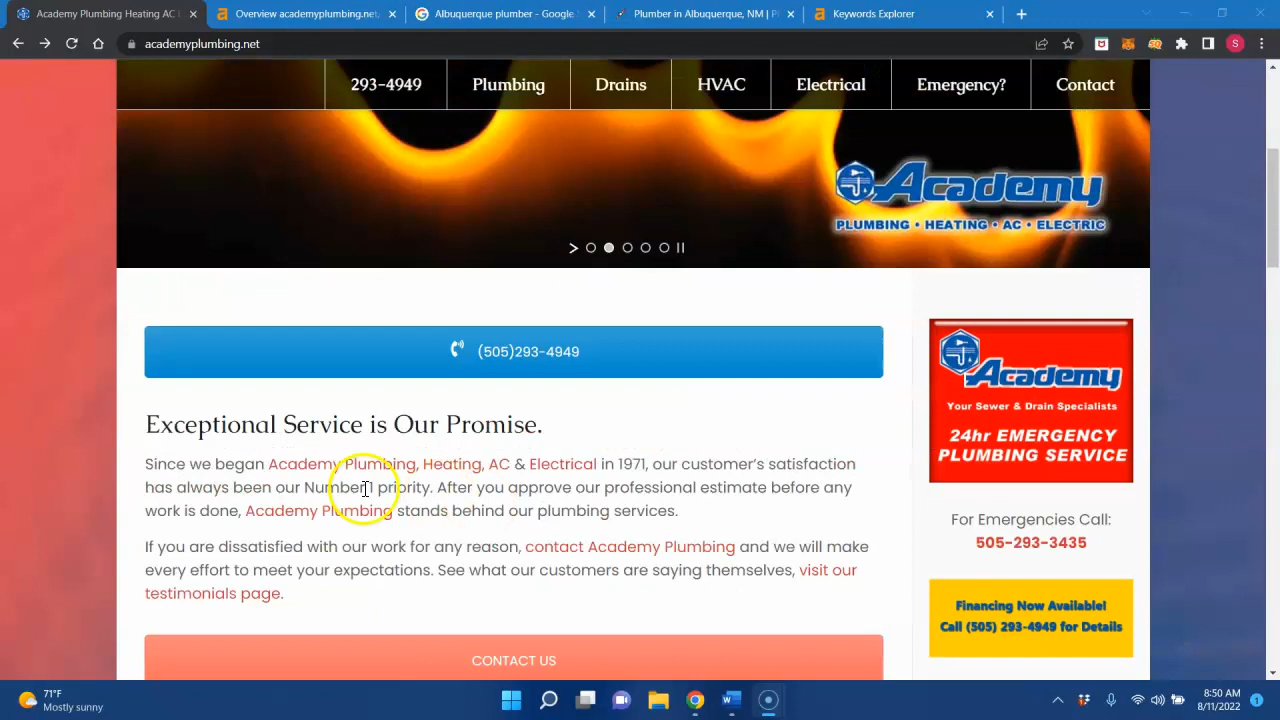 Academy Plumbing Heating AC
Overview academyplumbing.net
Albuquerque plumber - Google
Plumber in Albuquerque, NM | P
Keywords Explorer
academyplumbing.net
S
293-4949
Plumbing
Drains
HVAC
Electrical
Emergency?
Contact
Academy
PLUMBING • HEATING • AC • ELECTRIC
(505)293-4949
Exceptional Service is Our Promise.
Since we began Academy Plumbing, Heating, AC & Electrical in 1971, our customer's satisfaction
has always been our Number1 priority. After you approve our professional estimate before any
work is done, Academy Plumbing stands behind our plumbing services.
If you are dissatisfied with our work for any reason, contact Academy Plumbing and we will make
every effort to meet your expectations. See what our customers are saying themselves, visit our
testimonials page.
CONTACT US
Academy
Your Sewer & Drain Specialists
24hr EMERGENCY
PLUMBING SERVICE
For Emergencies Call:
505-293-3435
Financing Now Available!
Call (505) 293-4949 for Details
71°F
Mostly sunny
8:50 AM
8/11/2022
1